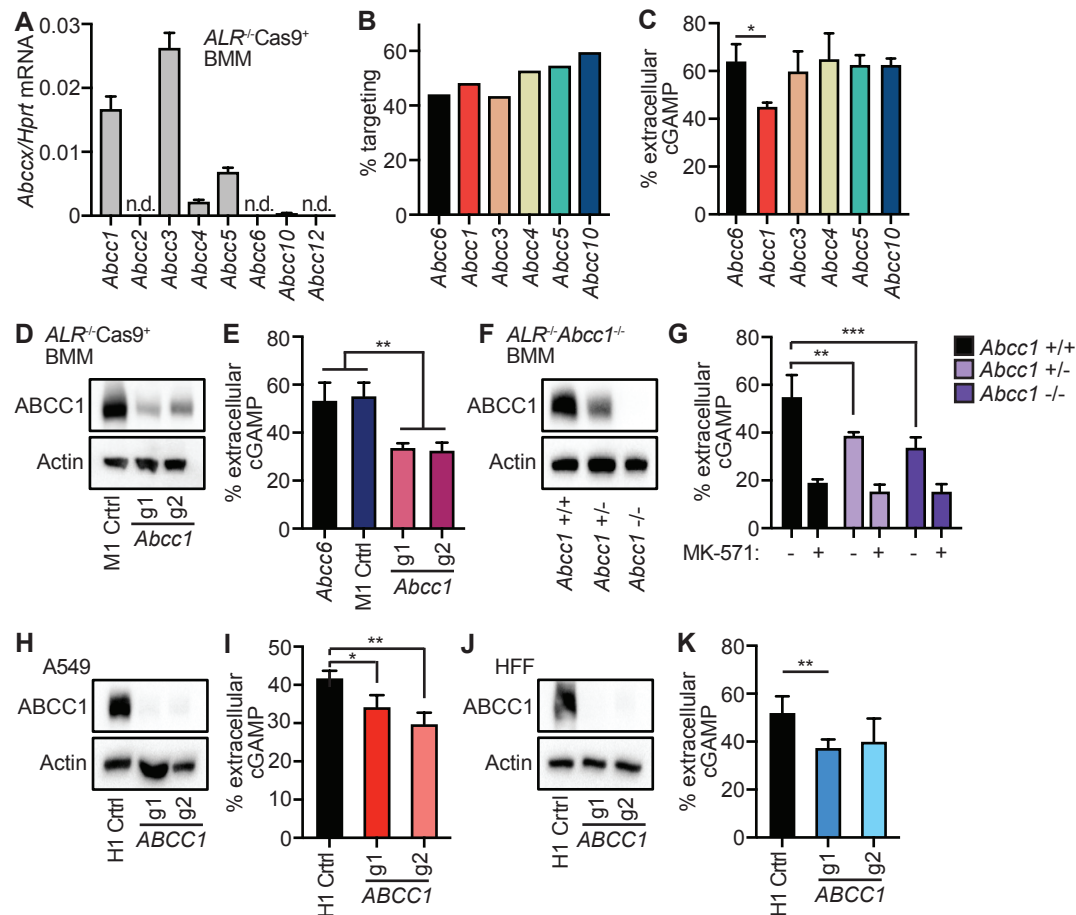 A
Abccx/Hprt mRNA
0.03
0.02
0.01
0
ALR-/-Cas9+
BMM
n.d.
n.d.
n.d.
Abcc1
Abcc2
Abcc3
Abcc4
Abcc5
Abcc6
Abcc10
Abcc12
B
% targeting
60
40
20
0
Abcc6
Abcc1
Abcc3
Abcc4
Abcc5
Abcc10
C
% extracellular
cGAMP
80
60
40
20
0
*
Abcc6
Abcc1
Abcc3
Abcc4
Abcc5
Abcc10
D
ALR-/-Cas9+
BMM
ABCC1
Actin
M1 Crtrl
g1
g2
Abcc1
E
% extracellular
cGAMP
80
60
40
20
0
**
Abcc6
M1 Crtrl
g1
g2
Abcc1
F
ALR-/-Abcc1-/-
BMM
ABCC1
Actin
Abcc1 +/+
Abcc1 +/-
Abcc1 -/-
G
% extracellular
cGAMP
80
60
40
20
0
***
**
MK-571: - + - + - +
Abcc1 +/+
Abcc1 +/-
Abcc1 -/-
H
A549
ABCC1
Actin
H1 Crtrl
g1
g2
ABCC1
I
% extracellular
cGAMP
50
40
30
20
10
0
**
*
H1 Crtrl
g1
g2
ABCC1
J
HFF
ABCC1
Actin
H1 Crtrl
g1
g2
ABCC1
K
% extracellular
cGAMP
80
60
40
20
0
**
H1 Crtrl
g1
g2
ABCC1